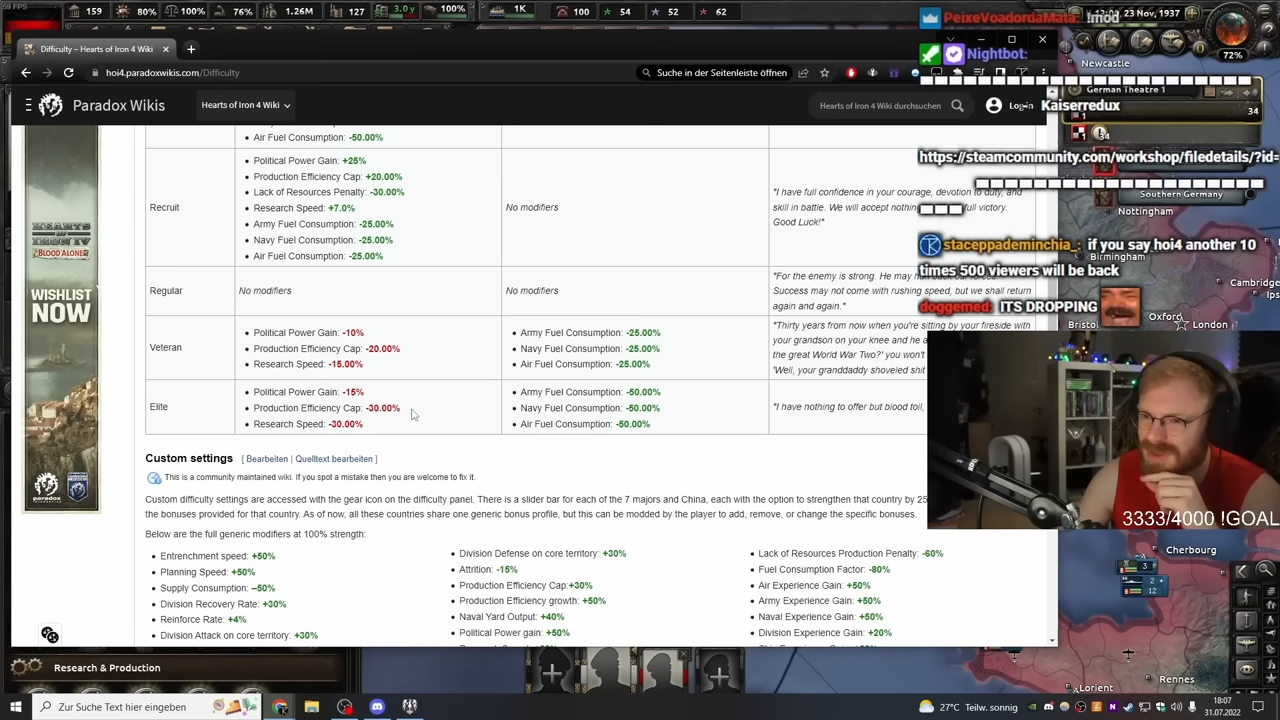 59 FPS
159
80%
100%
76%
1.26M
127
3.0 y
100%
1K
100
54
52
62
23 Nov, 1937
72%
PeixeVoadordaMata: !mod
Nightbot:
Kaiserredux
https://steamcommunity.com/workshop/filedetails/?id=
staceppademinchia_: if you say hoi4 another 10
times 500 viewers will be back
doggemed: ITS DROPPING
Difficulty – Hearts of Iron 4 Wiki
hoi4.paradoxwikis.com/Difficulty
Suche in der Seitenleiste öffnen
Paradox Wikis
Hearts of Iron 4 Wiki
Hearts of Iron 4 Wiki durchsuchen
Login
HEARTS OF IRON IV
BLOOD ALONE
WISHLIST NOW
paradox
Air Fuel Consumption: -50.00%
Recruit
Political Power Gain: +25%
Production Efficiency Cap: +20.00%
Lack of Resources Penalty: -30.00%
Research Speed: +7.0%
Army Fuel Consumption: -25.00%
Navy Fuel Consumption: -25.00%
Air Fuel Consumption: -25.00%
No modifiers
"I have full confidence in your courage, devotion to duty, and
skill in battle. We will accept nothing full victory.
Good Luck!"
Regular
No modifiers
No modifiers
"For the enemy is strong. He may
Success may not come with rushing speed, but we shall return
again and again."
Veteran
Political Power Gain: -10%
Production Efficiency Cap: -20.00%
Research Speed: -15.00%
Army Fuel Consumption: -25.00%
Navy Fuel Consumption: -25.00%
Air Fuel Consumption: -25.00%
"Thirty years from now when you're sitting by your fireside with
your grandson on your knee and he a
the great World War Two?' you won't
'Well, your granddaddy shoveled shit
Elite
Political Power Gain: -15%
Production Efficiency Cap: -30.00%
Research Speed: -30.00%
Army Fuel Consumption: -50.00%
Navy Fuel Consumption: -50.00%
Air Fuel Consumption: -50.00%
"I have nothing to offer but blood toil,
Custom settings [ Bearbeiten | Quelltext bearbeiten ]
This is a community maintained wiki. If you spot a mistake then you are welcome to fix it.
Custom difficulty settings are accessed with the gear icon on the difficulty panel. There is a slider bar for each of the 7 majors and China, each with the option to strengthen that country by 25
the bonuses provided for that country. As of now, all these countries share one generic bonus profile, but this can be modded by the player to add, remove, or change the specific bonuses.
Below are the full generic modifiers at 100% strength:
Entrenchment speed: +50%
Planning Speed: +50%
Supply Consumption: –50%
Division Recovery Rate: +30%
Reinforce Rate: +4%
Division Attack on core territory: +30%
Division Defense on core territory: +30%
Attrition: -15%
Production Efficiency Cap:+30%
Production Efficiency growth: +50%
Naval Yard Output: +40%
Political Power gain: +50%
Lack of Resources Production Penalty: -60%
Fuel Consumption Factor: -80%
Air Experience Gain: +50%
Army Experience Gain: +50%
Naval Experience Gain: +50%
Division Experience Gain: +20%
Newcastle
German Theatre 1
34
1
1
34
Southern Germany
Nottingham
Birmingham
Cambridge
Ips
Oxford
London
Bristol
3333/4000 !GOAL
Cherbourg
3
2
12
Rennes
Lorient
Research & Production
Zur Suche Text hier eingeben
27°C Teilw. sonnig
18:07
31.07.2022